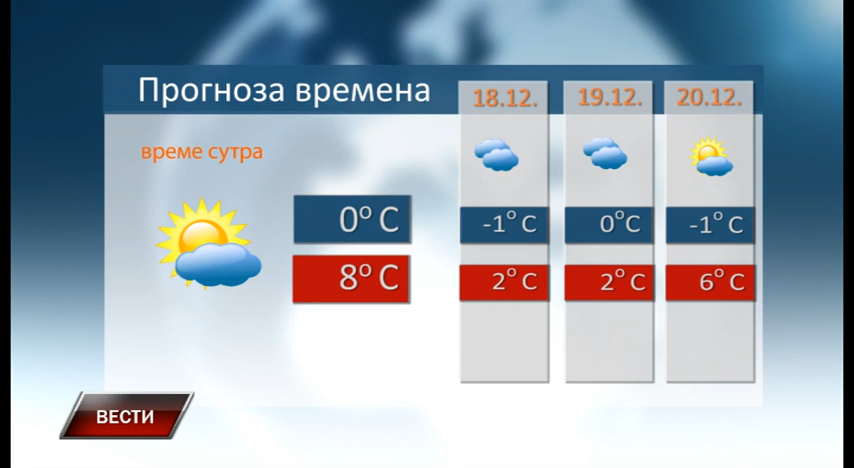 Прогноза времена
време сутра
0° C
8° C
18.12.
-1° C
2° C
19.12.
0°C
2° C
20.12.
-1° C
6° C
ВЕСТИ